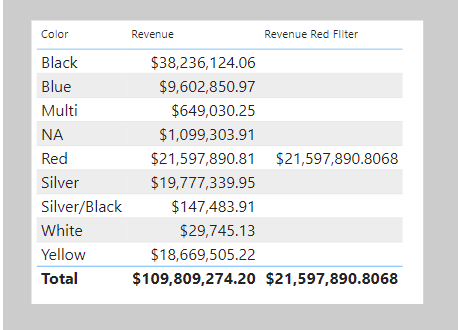 Color Revenue Revenue Red FIlter
Black $38,236,124.06
Blue $9,602,850.97
Multi $649,030.25
NA $1,099,303.91
Red $21,597,890.81 $21,597,890.8068
Silver $19,777,339.95
Silver/Black $147,483.91
White $29,745.13
Yellow $18,669,505.22
Total $109,809,274.20 $21,597,890.8068